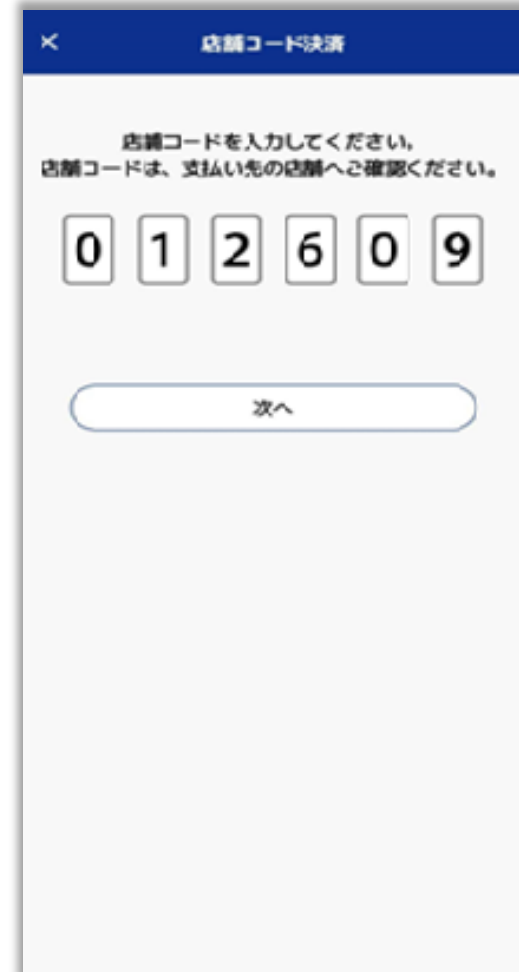 × 店舗コード決済
店舗コードを入力してください。
店舗コードは、支払い先の店舗へご確認ください。
0 1 2 6 0 9
次へ